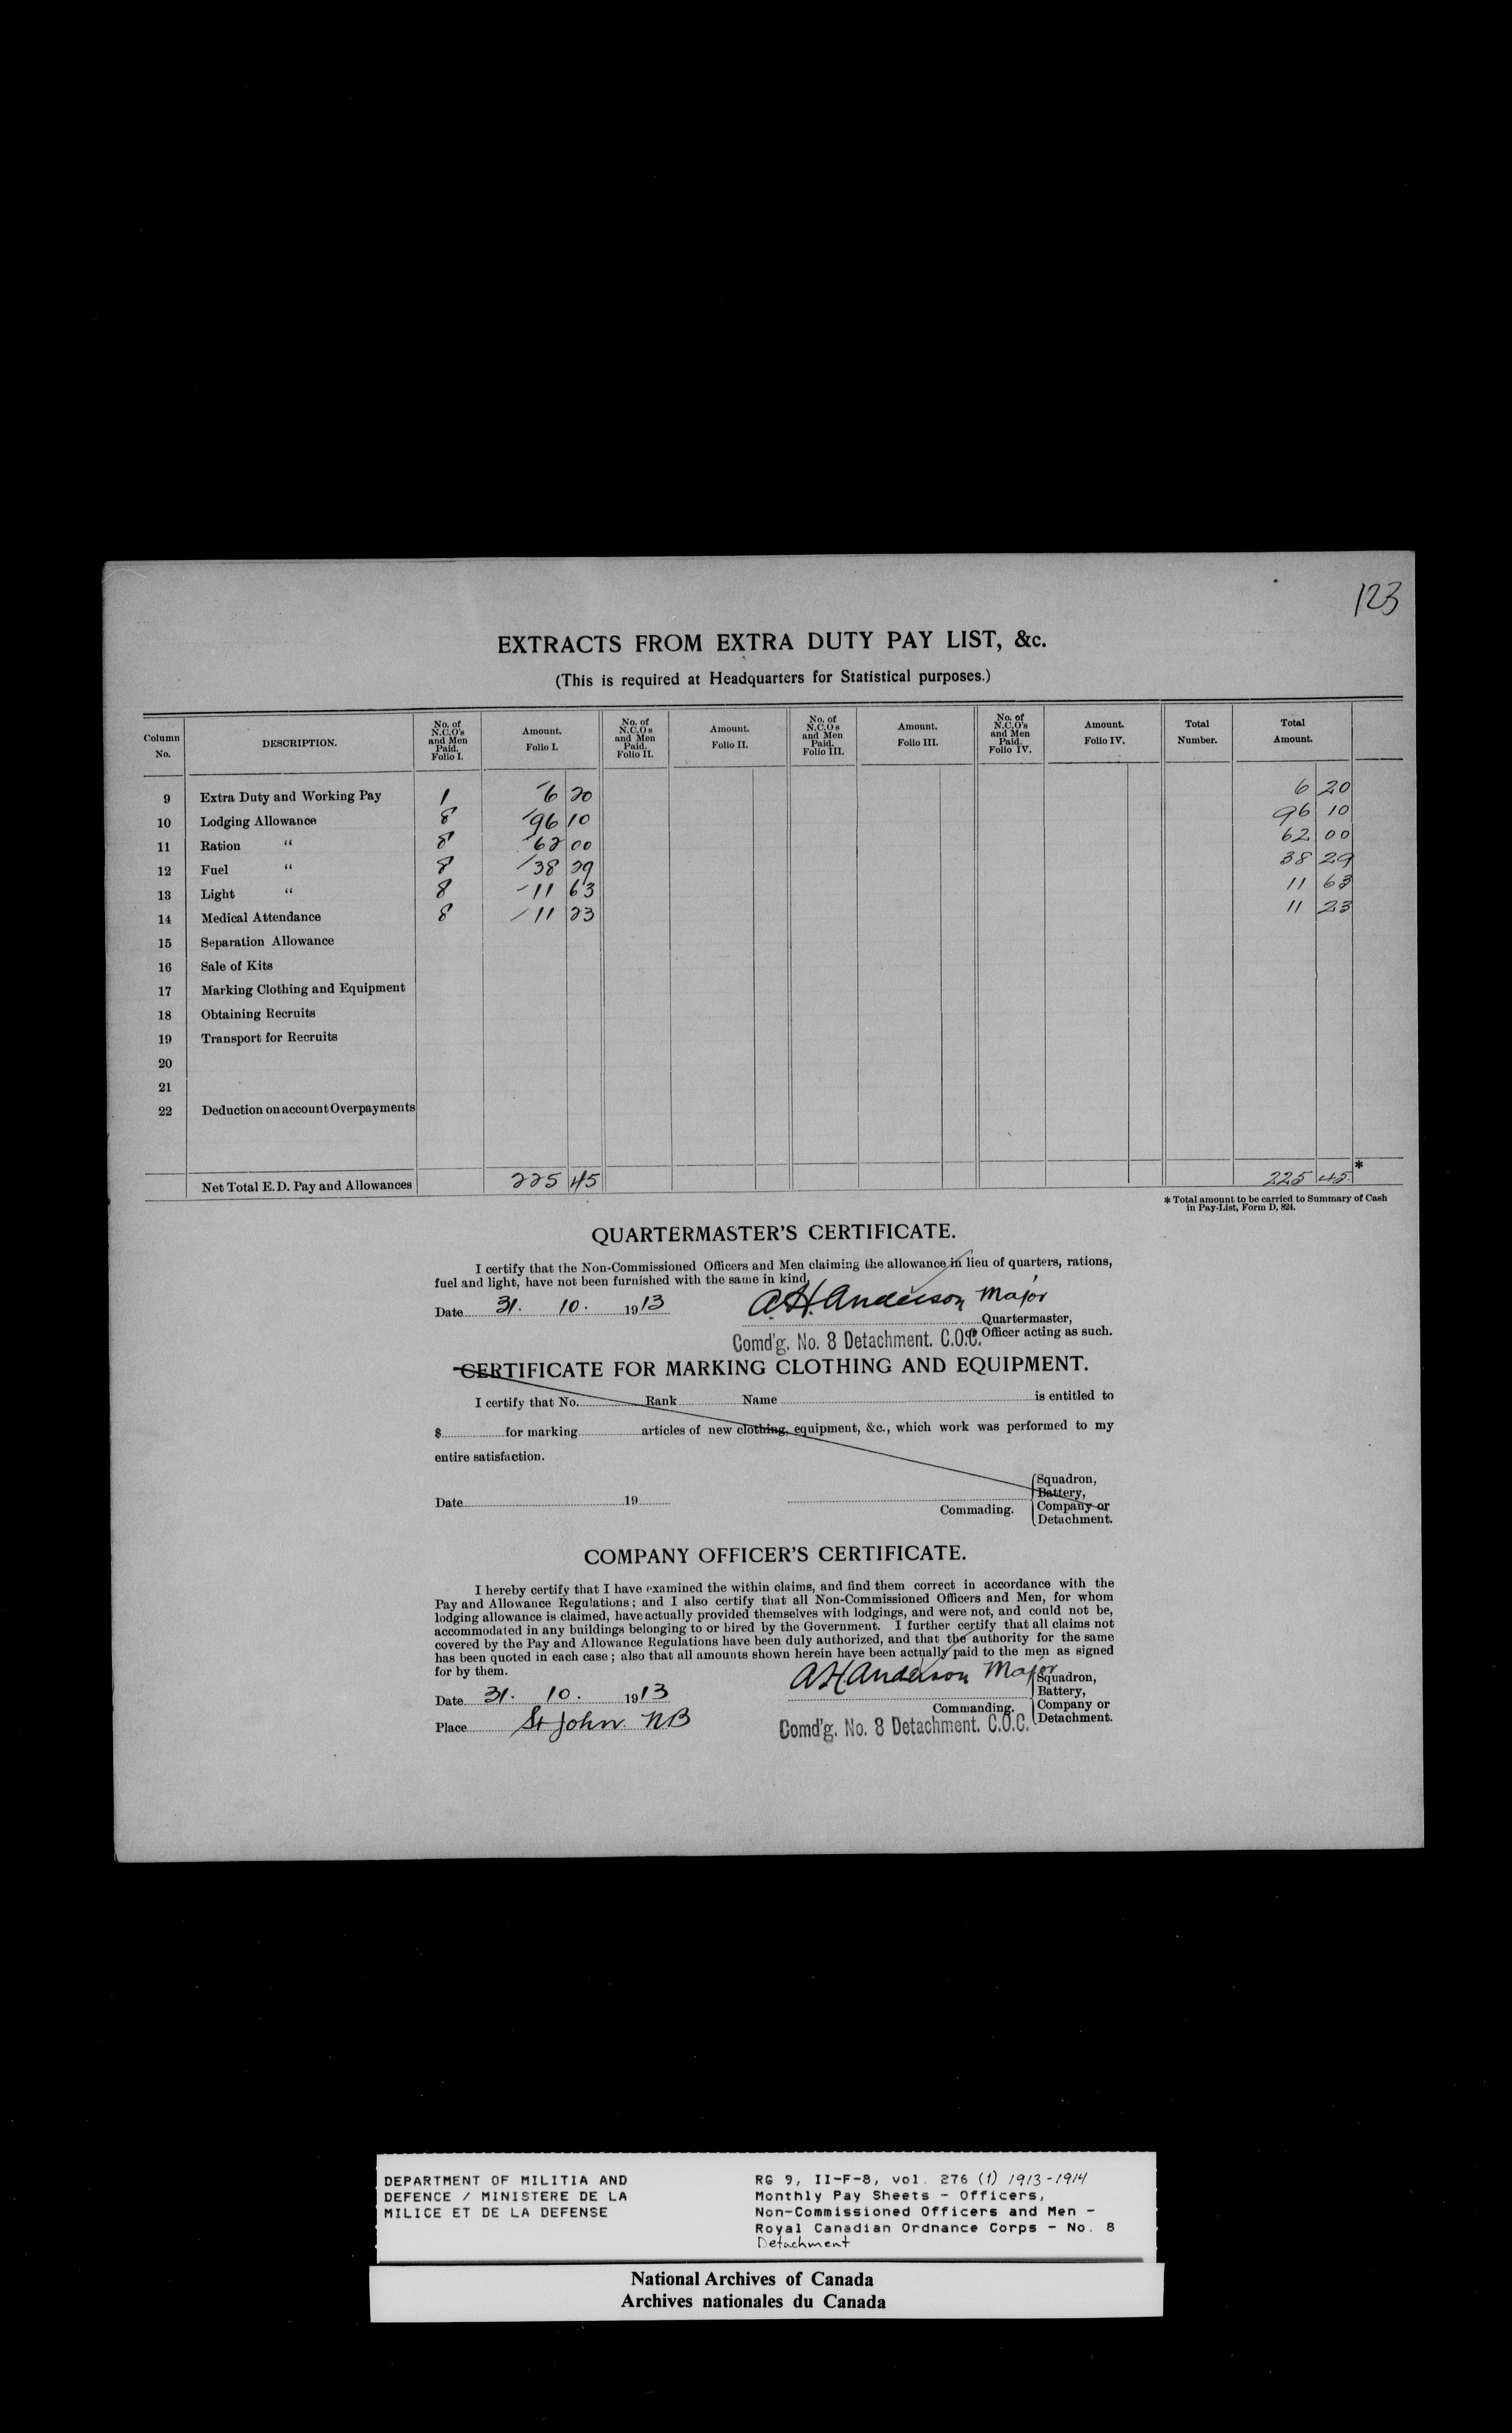 123
EXTRACTS FROM EXTRA DUTY PAY LIST, &c.
(This is required at Headquarters for Statistical purposes.)
Column No. DESCRIPTION. No. of N.C.O's and Men Paid. Folio I. Amount. Folio I. No. of N.C.O's and Men Paid. Folio II. Amount. Folio II. No. of N.C.O's and Men Paid. Folio III. Amount. Folio III. No. of N.C.O's and Men Paid. Folio IV. Amount. Folio IV. Total Number. Total Amount.
9 Extra Duty and Working Pay 1 6 20 6 20
10 Lodging Allowance 8 96 10 96 10
11 Ration " 8 62 00 62 00
12 Fuel " 8 38 29 38 29
13 Light " 8 11 63 11 63
14 Medical Attendance 8 11 23 11 23
15 Separation Allowance
16 Sale of Kits
17 Marking Clothing and Equipment
18 Obtaining Recruits
19 Transport for Recruits
20
21
22 Deduction on account Overpayments
Net Total E.D. Pay and Allowances 225 45 225 45 *
* Total amount to be carried to Summary of Cash
in Pay-List, Form D, 824.
QUARTERMASTER'S CERTIFICATE.
I certify that the Non-Commissioned Officers and Men claiming the allowance in lieu of quarters, rations,
fuel and light, have not been furnished with the same in kind.
Date 31. 10. 1913 A.H. Anderson Major
Quartermaster,
or Officer acting as such.
Comd'g. No. 8 Detachment. C.O.C.
CERTIFICATE FOR MARKING CLOTHING AND EQUIPMENT.
I certify that No. Rank Name is entitled to
$ for marking articles of new clothing, equipment, &c., which work was performed to my
entire satisfaction.
Date 19 Commading. Squadron,
Battery,
Company or
Detachment.
COMPANY OFFICER'S CERTIFICATE.
I hereby certify that I have examined the within claims, and find them correct in accordance with the
Pay and Allowance Regulations; and I also certify that all Non-Commissioned Officers and Men, for whom
lodging allowance is claimed, have actually provided themselves with lodgings, and were not, and could not be,
accommodated in any buildings belonging to or hired by the Government. I further certify that all claims not
covered by the Pay and Allowance Regulations have been duly authorized, and that the authority for the same
has been quoted in each case; also that all amounts shown herein have been actually paid to the men as signed
for by them.
A H Anderson Major
Date 31. 10. 1913
Commanding. Squadron,
Battery,
Company or
Detachment.
Place St John NB
Comd'g. No. 8 Detachment. C.O.C.
DEPARTMENT OF MILITIA AND
DEFENCE / MINISTERE DE LA
MILICE ET DE LA DEFENSE
RG 9, II-F-8, vol. 276 (1) 1913-1914
Monthly Pay Sheets - Officers,
Non-Commissioned Officers and Men -
Royal Canadian Ordnance Corps - No. 8
Detachment
National Archives of Canada
Archives nationales du Canada